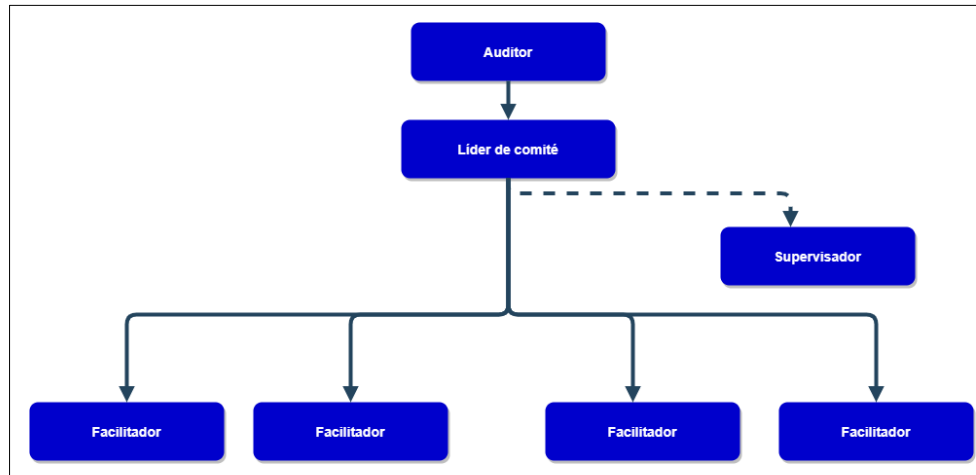 Auditor
Líder de comité
Supervisador
Facilitador
Facilitador
Facilitador
Facilitador